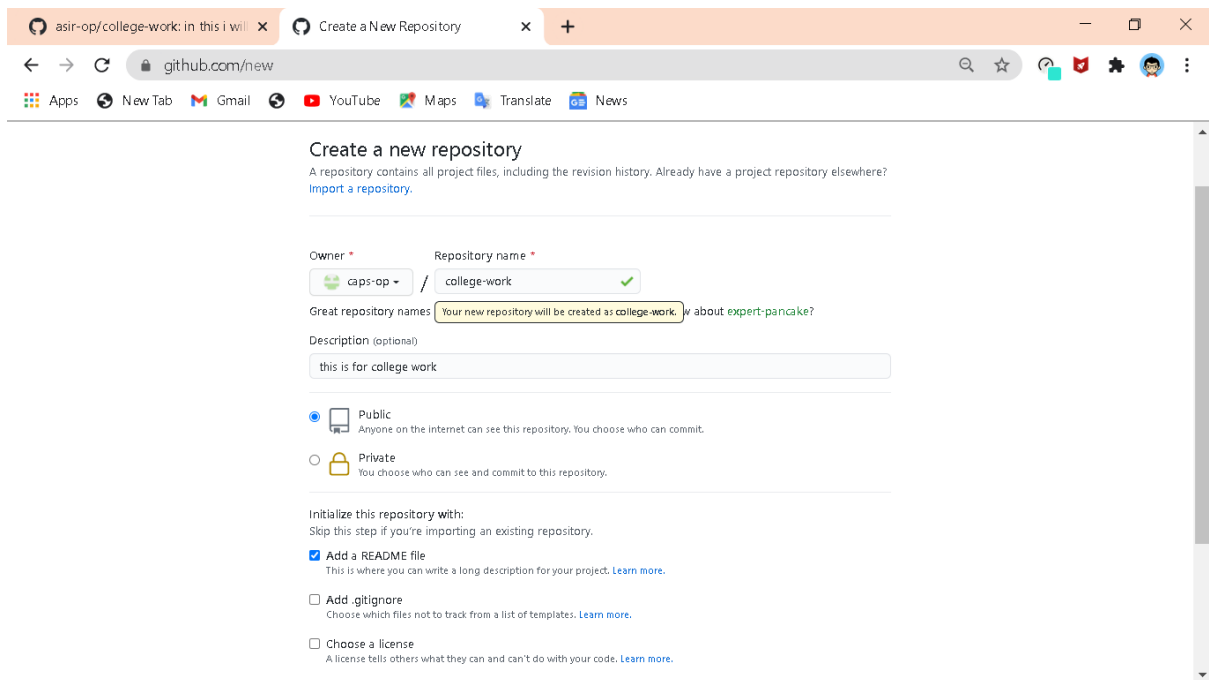 asir-op/college-work: in this i wil
Create a New Repository
github.com/new
Apps New Tab Gmail YouTube Maps Translate News
Create a new repository
A repository contains all project files, including the revision history. Already have a project repository elsewhere?
Import a repository.
Owner * Repository name *
caps-op / college-work
Great repository names Your new repository will be created as college-work. w about expert-pancake?
Description (optional)
this is for college work
Public
Anyone on the internet can see this repository. You choose who can commit.
Private
You choose who can see and commit to this repository.
Initialize this repository with:
Skip this step if you're importing an existing repository.
Add a README file
This is where you can write a long description for your project. Learn more.
Add .gitignore
Choose which files not to track from a list of templates. Learn more.
Choose a license
A license tells others what they can and can't do with your code. Learn more.